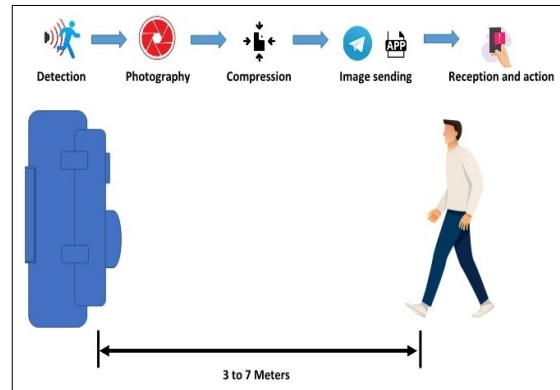 APP
Detection
Photography
Compression
Image sending
Reception and action
3 to 7 Meters